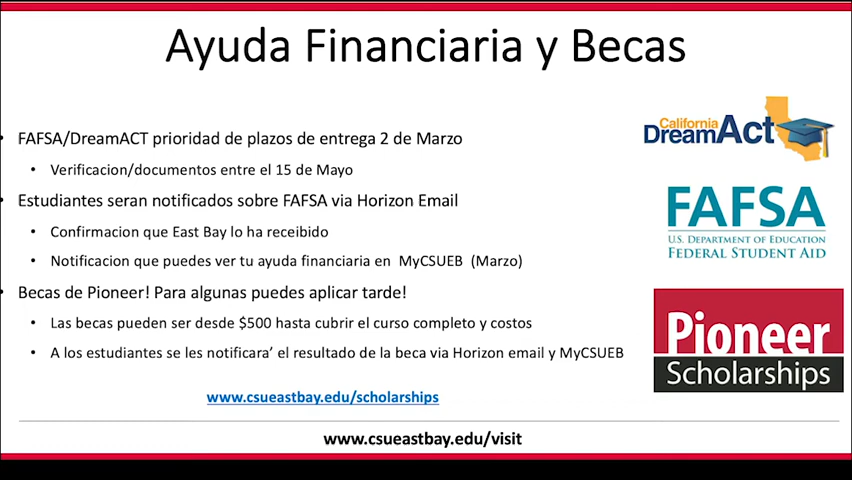 Ayuda Financiaria y Becas
• FAFSA/DreamACT prioridad de plazos de entrega 2 de Marzo
• Verificacion/documentos entre el 15 de Mayo
• Estudiantes seran notificados sobre FAFSA via Horizon Email
• Confirmacion que East Bay lo ha receibido
• Notificacion que puedes ver tu ayuda financiaria en MyCSUEB (Marzo)
• Becas de Pioneer! Para algunas puedes aplicar tarde!
• Las becas pueden ser desde $500 hasta cubrir el curso completo y costos
• A los estudiantes se les notificara’ el resultado de la beca via Horizon email y MyCSUEB
www.csueastbay.edu/scholarships
California
DreamAct
FAFSA
U.S. DEPARTMENT OF EDUCATION
FEDERAL STUDENT AID
Pioneer
Scholarships
www.csueastbay.edu/visit